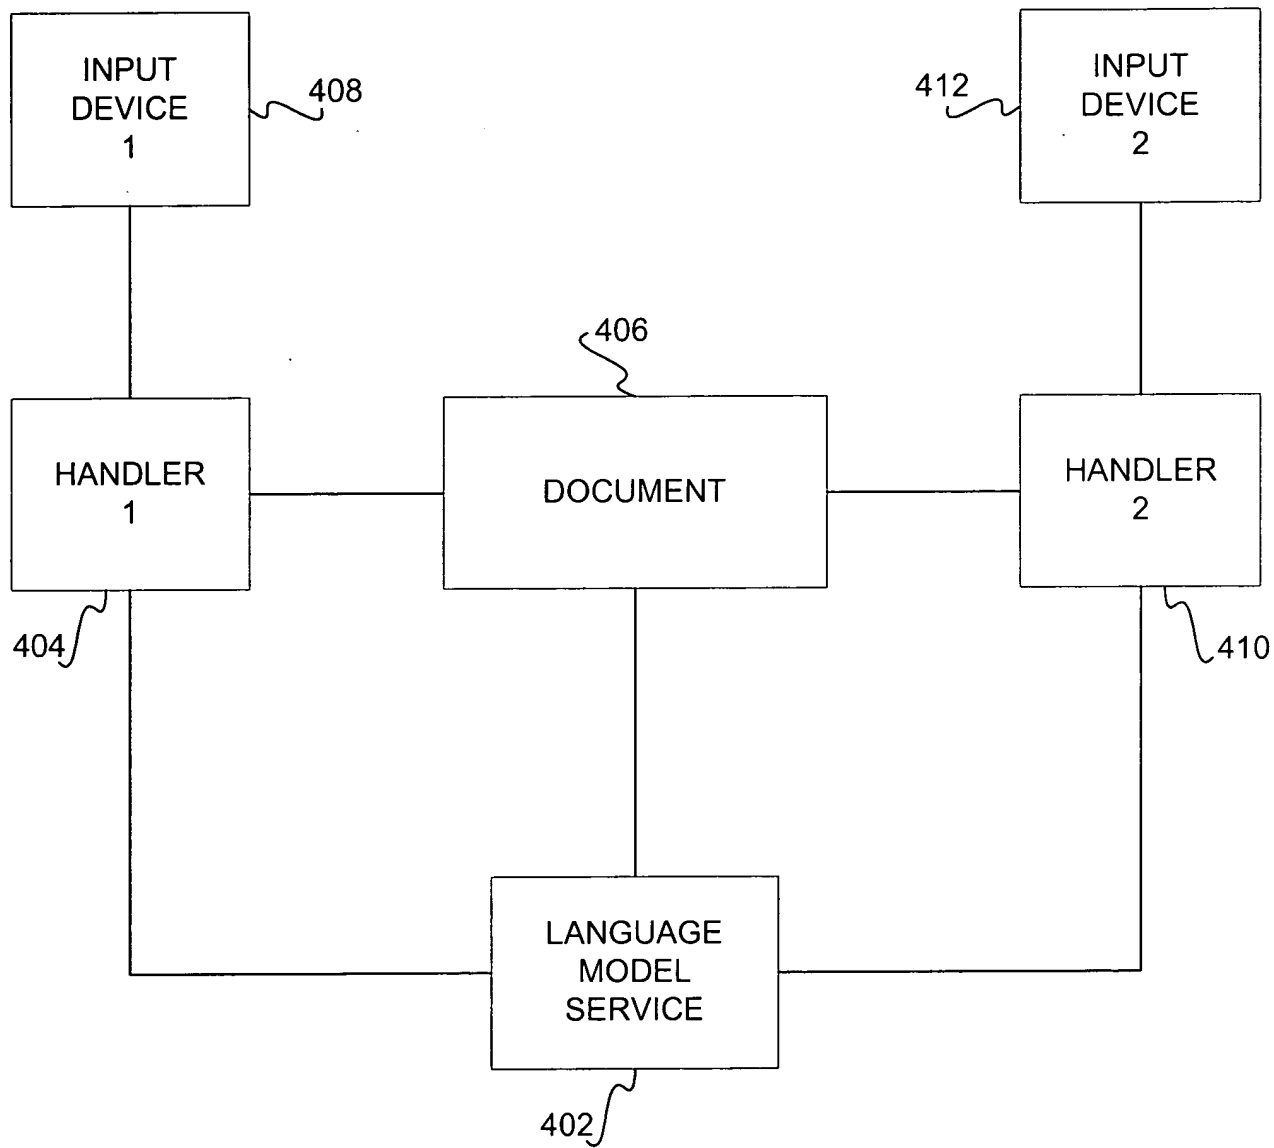 INPUT
DEVICE
1
408
412
INPUT
DEVICE
2
406
HANDLER
1
DOCUMENT
HANDLER
2
404
410
LANGUAGE
MODEL
SERVICE
402